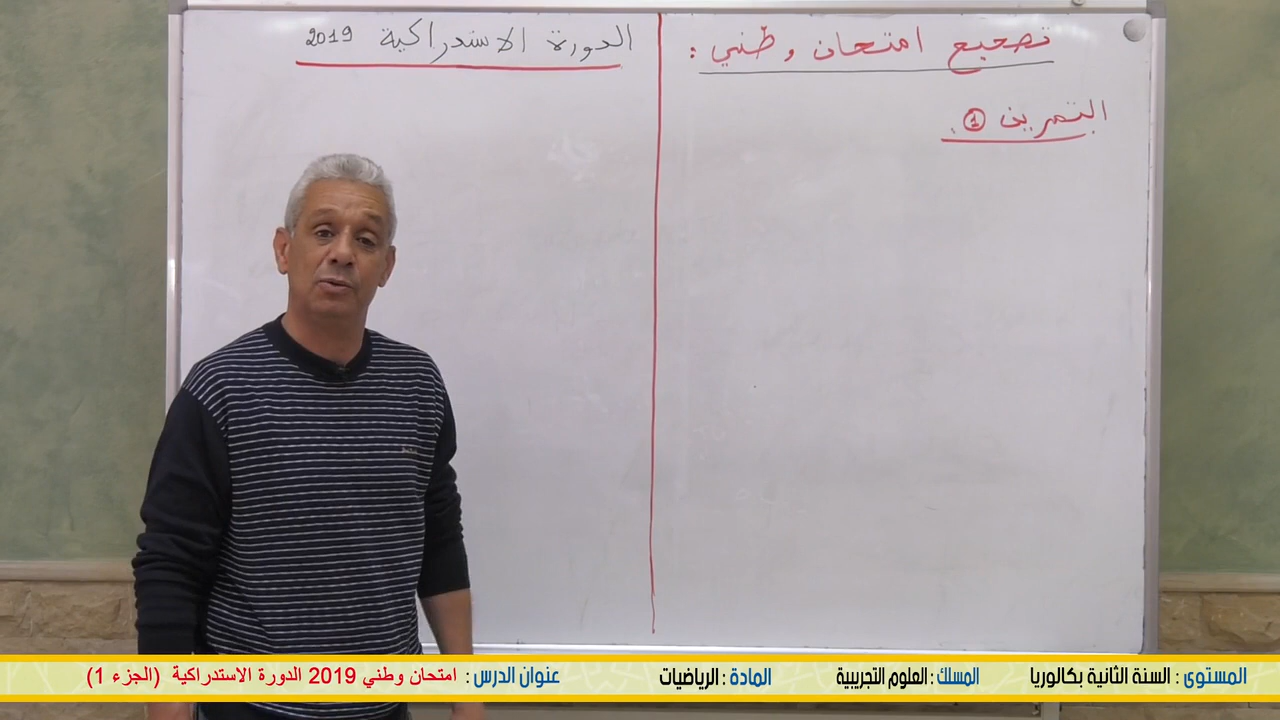 تصحيح امتحان وطني :
الدورة الاستدراكية 2019
التمرين 1
المستوى : السنة الثانية بكالوريا المسلك : العلوم التجريبية المادة : الرياضيات عنوان الدرس : امتحان وطني 2019 الدورة الاستدراكية (الجزء 1)